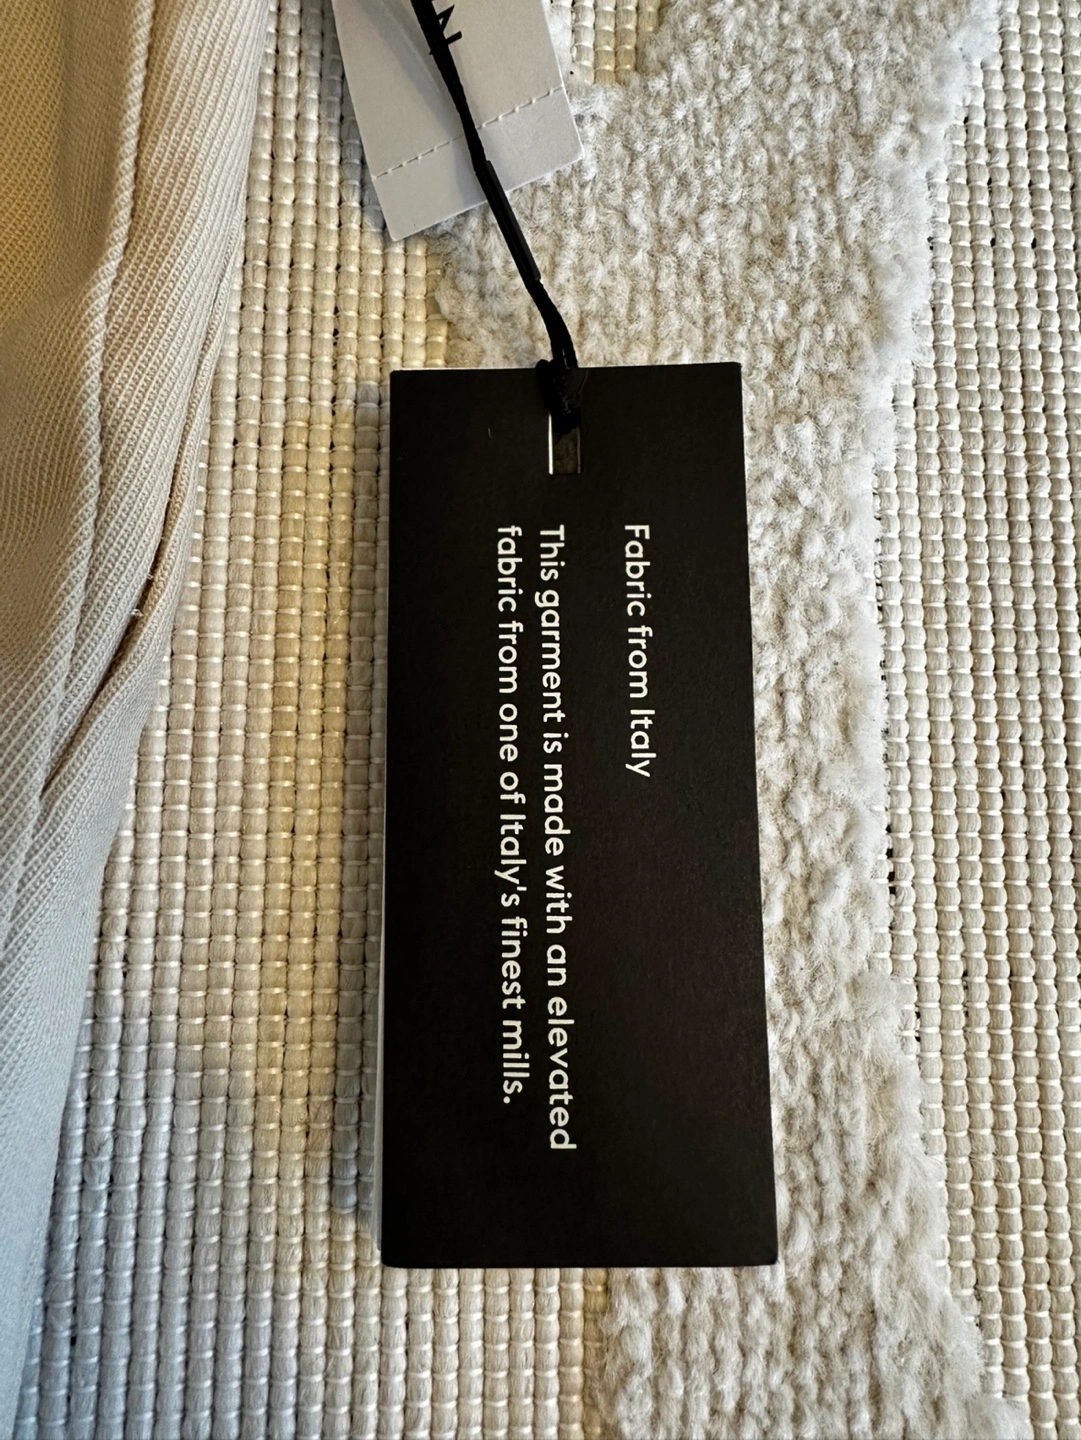 Fabric from Italy
This garment is made with an elevated
fabric from one of Italy's finest mills.